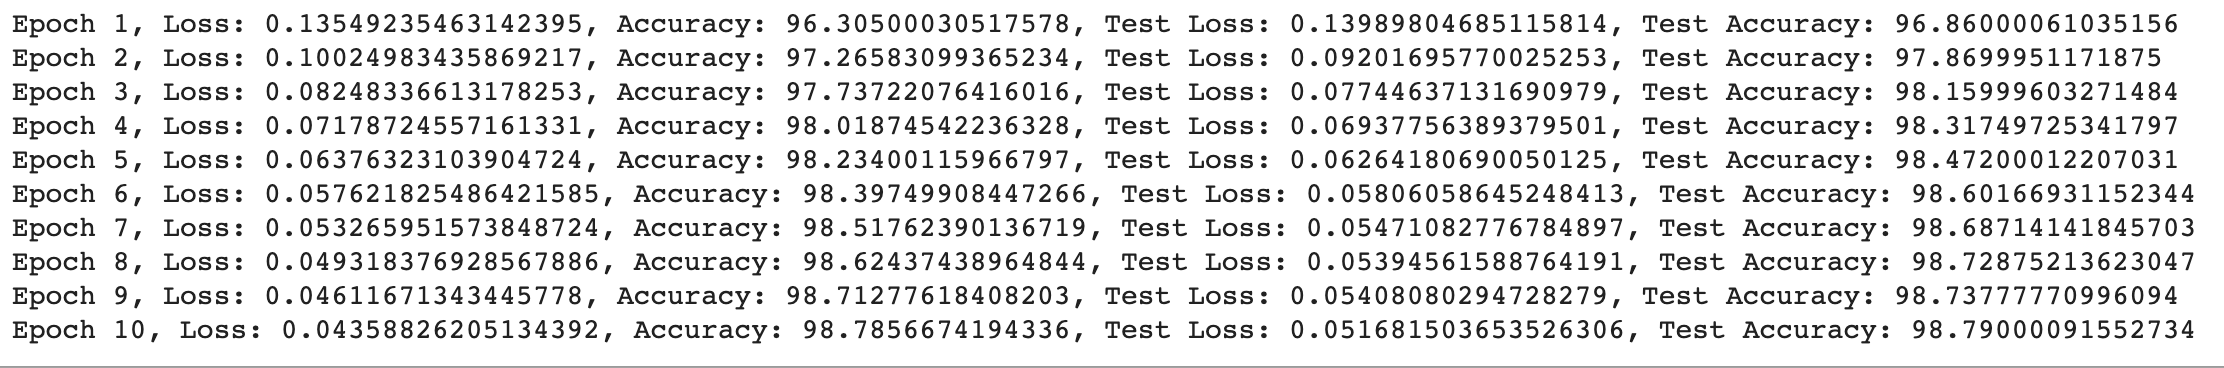 Epoch 1, Loss: 0.13549235463142395, Accuracy: 96.30500030517578, Test Loss: 0.13989804685115814, Test Accuracy: 96.86000061035156
Epoch 2, Loss: 0.10024983435869217, Accuracy: 97.26583099365234, Test Loss: 0.09201695770025253, Test Accuracy: 97.8699951171875
Epoch 3, Loss: 0.08248336613178253, Accuracy: 97.73722076416016, Test Loss: 0.07744637131690979, Test Accuracy: 98.15999603271484
Epoch 4, Loss: 0.07178724557161331, Accuracy: 98.01874542236328, Test Loss: 0.06937756389379501, Test Accuracy: 98.31749725341797
Epoch 5, Loss: 0.06376323103904724, Accuracy: 98.23400115966797, Test Loss: 0.06264180690050125, Test Accuracy: 98.47200012207031
Epoch 6, Loss: 0.057621825486421585, Accuracy: 98.39749908447266, Test Loss: 0.05806058645248413, Test Accuracy: 98.60166931152344
Epoch 7, Loss: 0.053265951573848724, Accuracy: 98.51762390136719, Test Loss: 0.05471082776784897, Test Accuracy: 98.68714141845703
Epoch 8, Loss: 0.049318376928567886, Accuracy: 98.62437438964844, Test Loss: 0.05394561588764191, Test Accuracy: 98.72875213623047
Epoch 9, Loss: 0.04611671343445778, Accuracy: 98.71277618408203, Test Loss: 0.05408080294728279, Test Accuracy: 98.73777770996094
Epoch 10, Loss: 0.04358826205134392, Accuracy: 98.7856674194336, Test Loss: 0.051681503653526306, Test Accuracy: 98.79000091552734